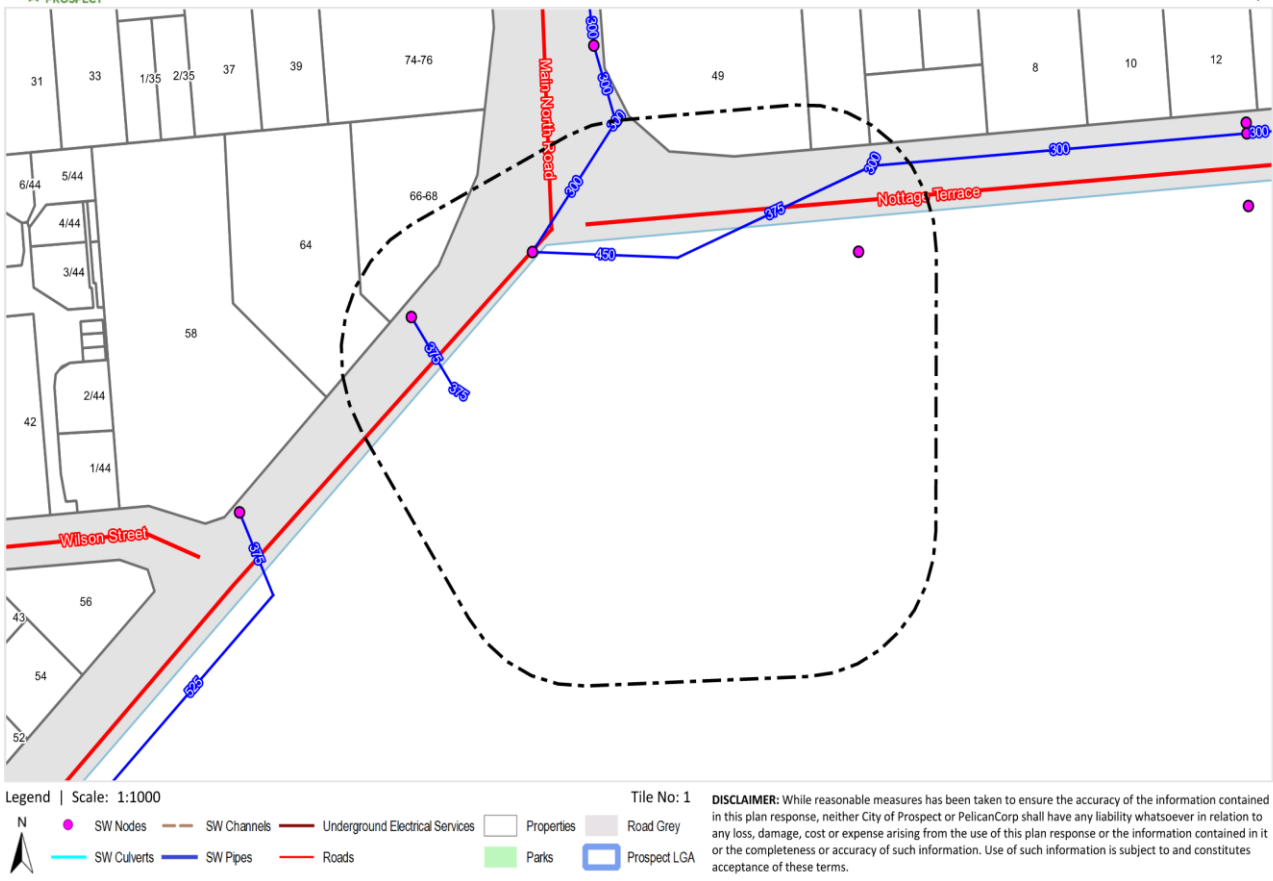 PROSPECT
31
33
1/35
2/35
37
39
74-76
Main North Road
300
300
300
49
8
10
12
6/44
5/44
4/44
3/44
66-68
64
300
300
300
300
375
Nottage Terrace
450
58
375
375
2/44
42
1/44
Wilson Street
375
56
43
54
525
52
Legend | Scale: 1:1000
Tile No: 1
N
SW Nodes
SW Channels
Underground Electrical Services
Properties
Road Grey
SW Culverts
SW Pipes
Roads
Parks
Prospect LGA
DISCLAIMER: While reasonable measures has been taken to ensure the accuracy of the information contained
in this plan response, neither City of Prospect or PelicanCorp shall have any liability whatsoever in relation to
any loss, damage, cost or expense arising from the use of this plan response or the information contained in it
or the completeness or accuracy of such information. Use of such information is subject to and constitutes
acceptance of these terms.